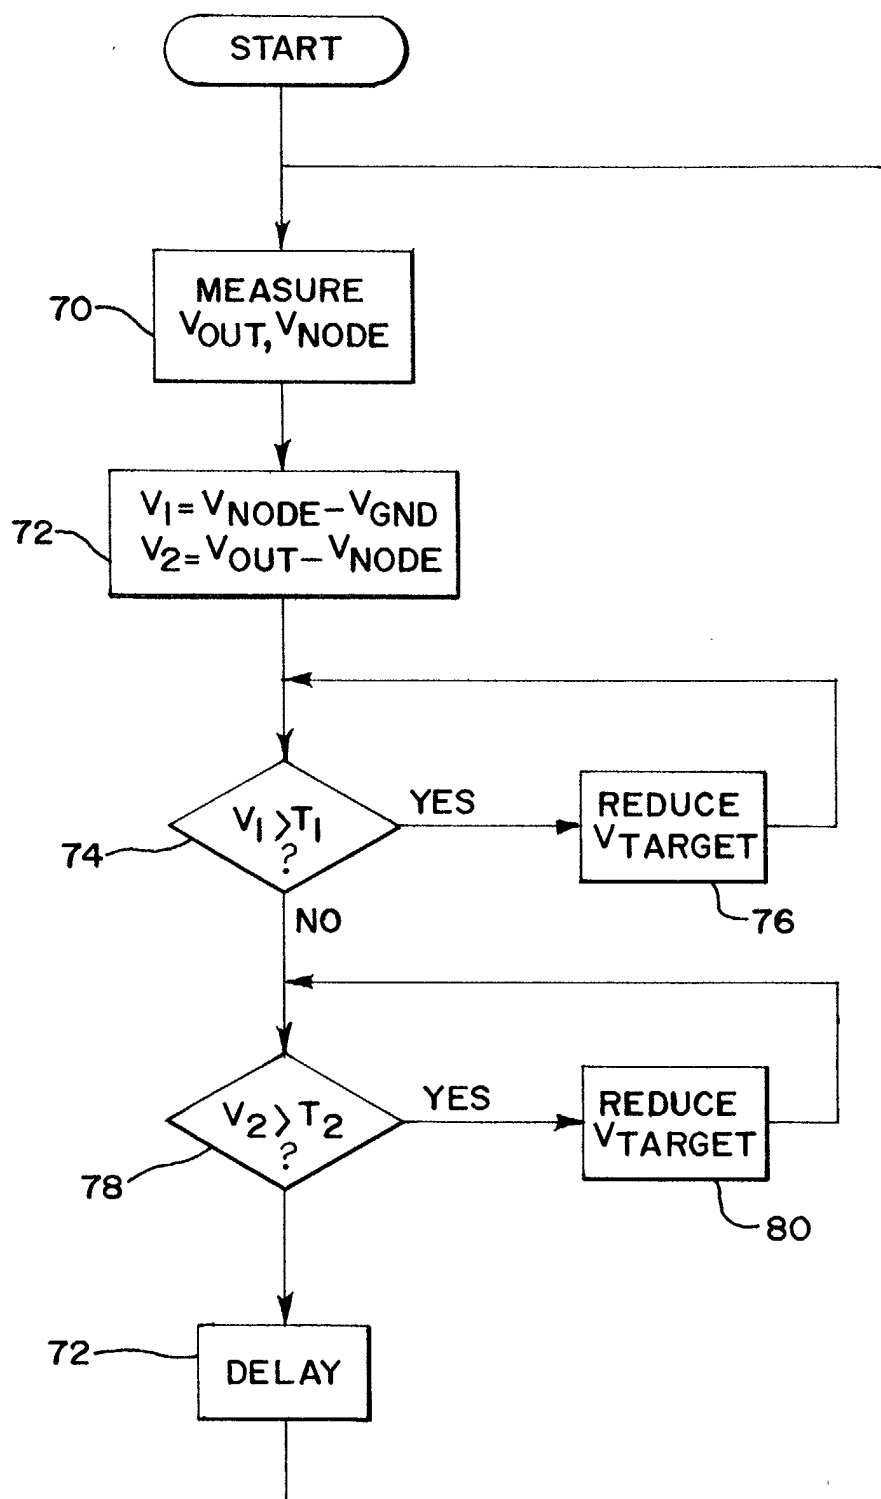 START
MEASURE
VOUT, VNODE
70
V1 = VNODE – VGND
V2 = VOUT – VNODE
72
V1 > T1
?
74
YES
REDUCE
VTARGET
76
NO
V2 > T2
?
78
YES
REDUCE
VTARGET
80
DELAY
72